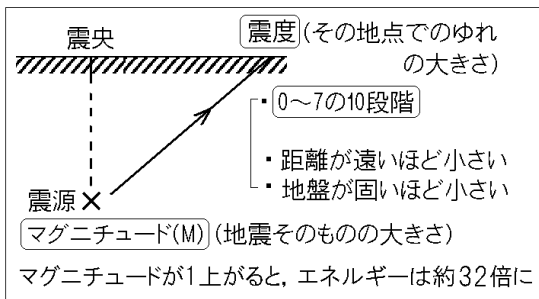 震央
震度(その地点でのゆれ
の大きさ)
・0～7の10段階
・距離が遠いほど小さい
・地盤が固いほど小さい
震源
マグニチュード(M)(地震そのものの大きさ)
マグニチュードが1上がると，エネルギーは約32倍に